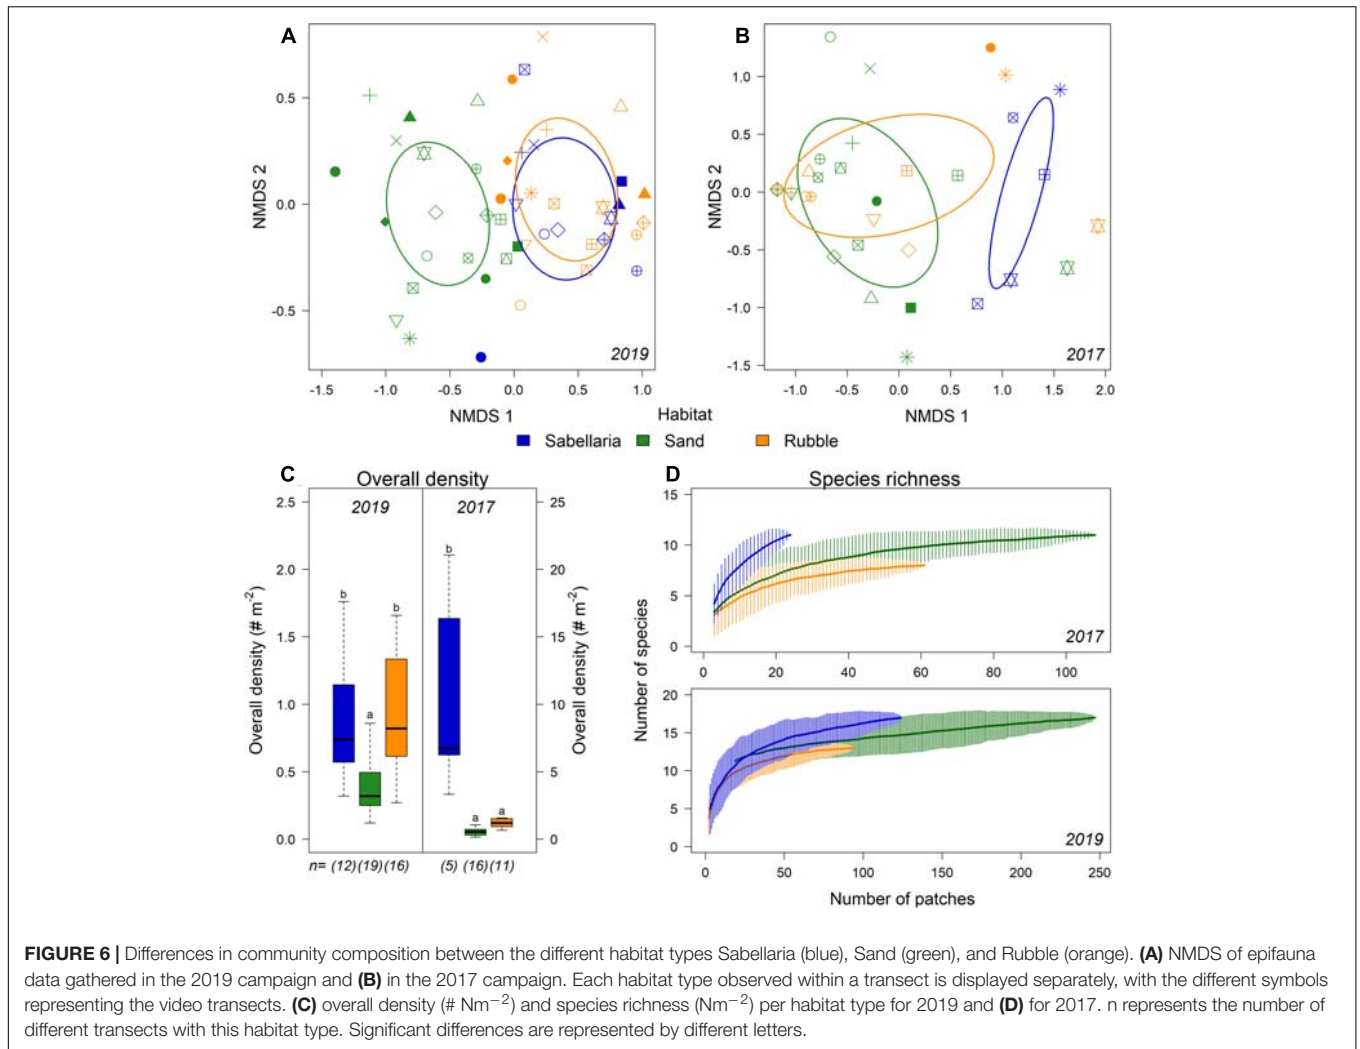 A
B
NMDS 2
0.5
0.0
-0.5
-1.5 -1.0 -0.5 0.0 0.5 1.0
NMDS 1
2019
NMDS 2
1.0
0.5
0.0
-0.5
-1.0
-1.5
-1.0 -0.5 0.0 0.5 1.0 1.5 2.0
NMDS 1
2017
Habitat
Sabellaria Sand Rubble
C
Overall density
2019 2017
Overall density (# m⁻²)
2.5
2.0
1.5
1.0
0.5
0.0
b a b
b a a
25
20
15
10
5
0
Overall density (# m⁻²)
n= (12)(19)(16) (5) (16)(11)
D
Species richness
Number of species
15
10
5
0
0 20 40 60 80 100
2017
20
15
10
5
0
0 50 100 150 200 250
2019
Number of patches
FIGURE 6 | Differences in community composition between the different habitat types Sabellaria (blue), Sand (green), and Rubble (orange). (A) NMDS of epifauna
data gathered in the 2019 campaign and (B) in the 2017 campaign. Each habitat type observed within a transect is displayed separately, with the different symbols
representing the video transects. (C) overall density (# Nm⁻²) and species richness (Nm⁻²) per habitat type for 2019 and (D) for 2017. n represents the number of
different transects with this habitat type. Significant differences are represented by different letters.